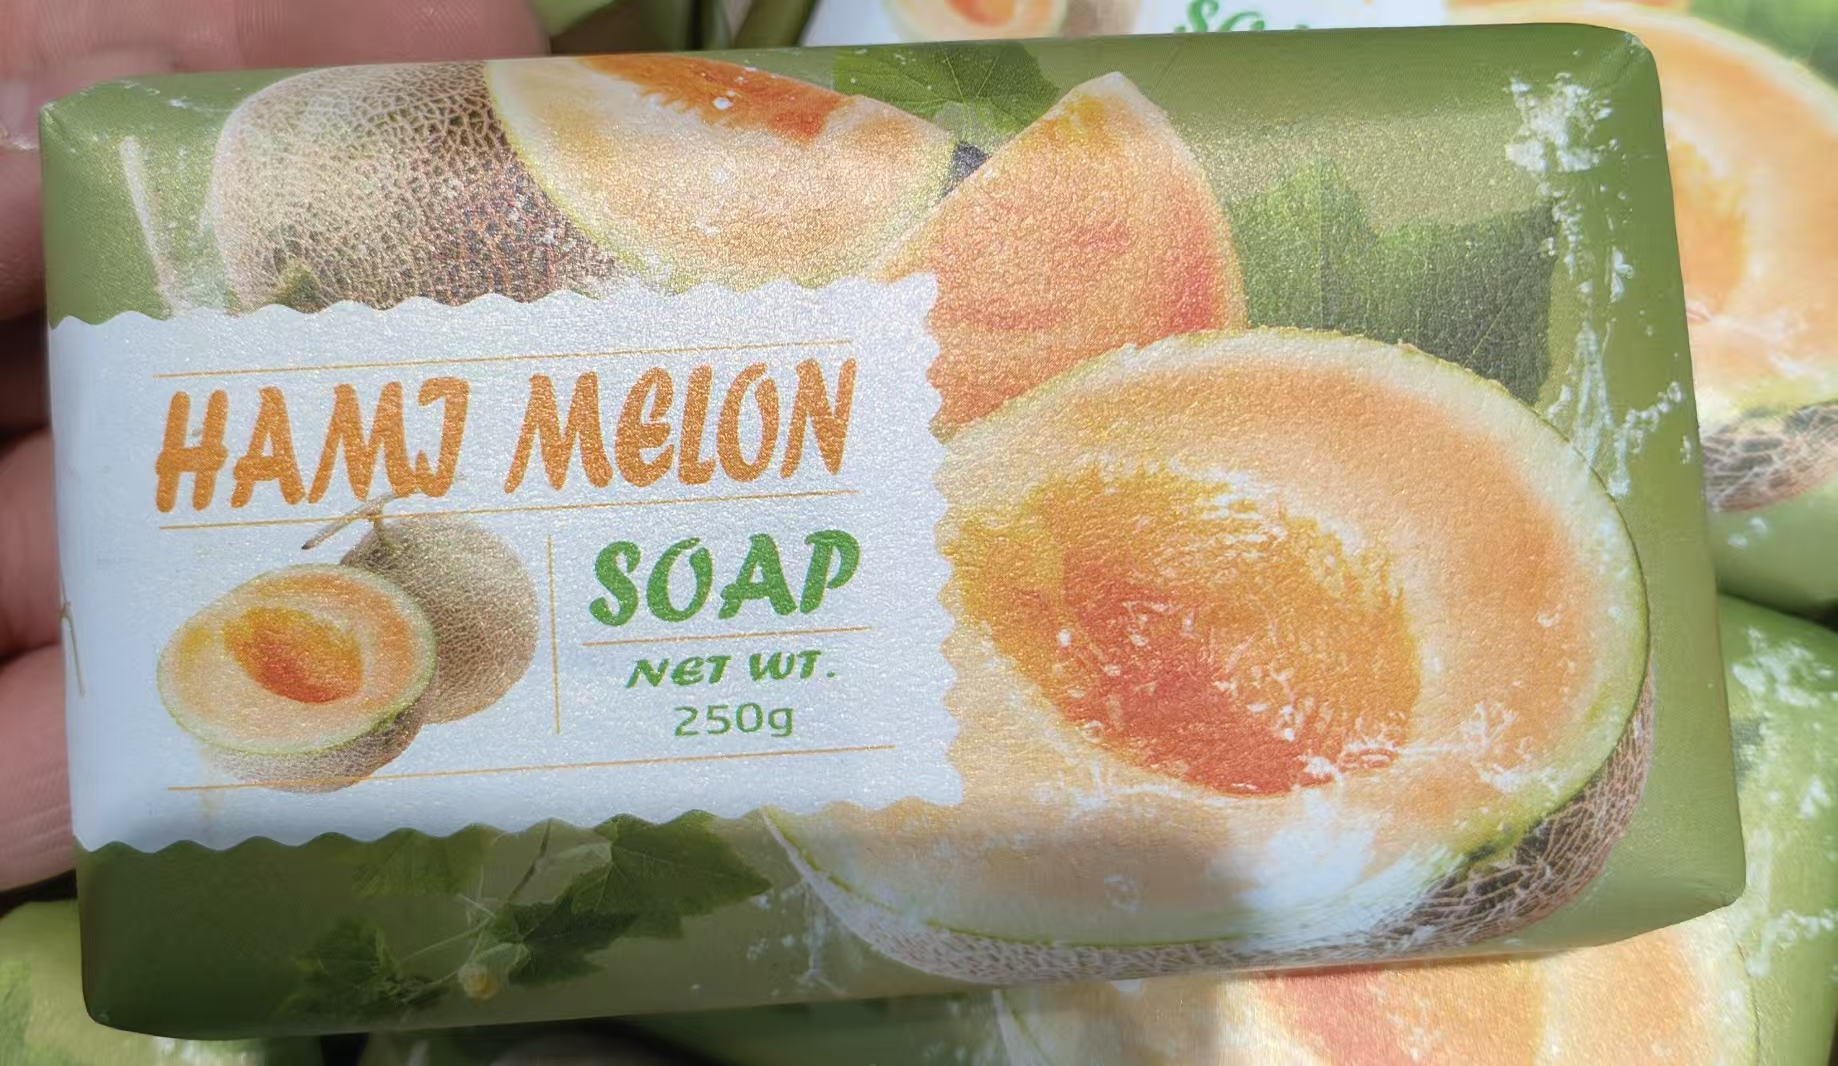 HAMI MELON
SOAP
NET WT.
250g